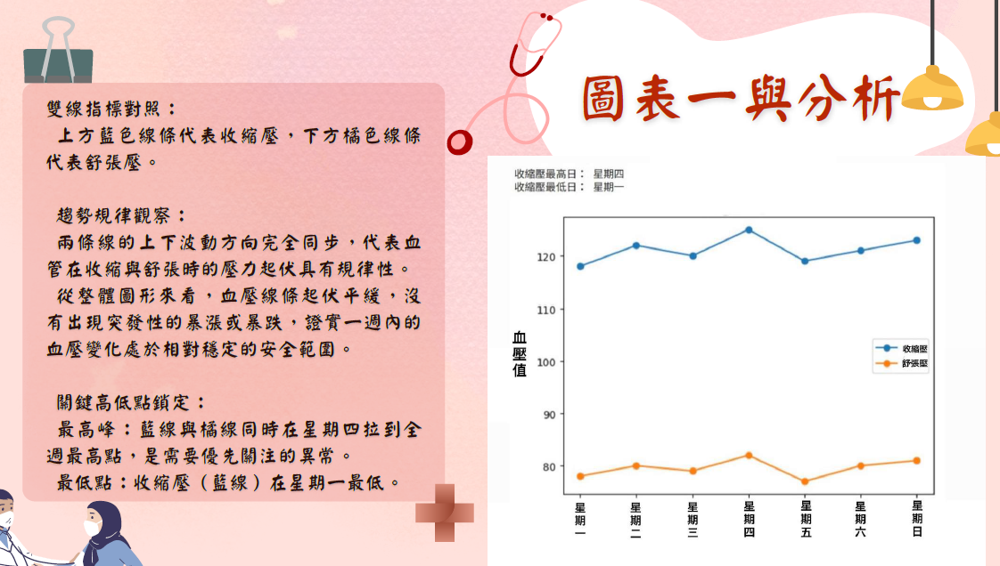 雙線指標對照：
上方藍色線條代表收縮壓，下方橘色線條
代表舒張壓。
趨勢規律觀察：
兩條線的上下波動方向完全同步，代表血
管在收縮與舒張時的壓力起伏具有規律性。
從整體圖形來看，血壓線條起伏平緩，沒
有出現突發性的暴漲或暴跌，證實一週內的
血壓變化處於相對穩定的安全範圍。
關鍵高低點鎖定：
最高峰：藍線與橘線同時在星期四拉到全
週最高點，是需要優先關注的異常。
最低點：收縮壓（藍線）在星期一最低。
圖表一與分析
收縮壓最高日： 星期四
收縮壓最低日： 星期一
血壓值
120
110
100
90
80
收縮壓
舒張壓
星期一
星期二
星期三
星期四
星期五
星期六
星期日